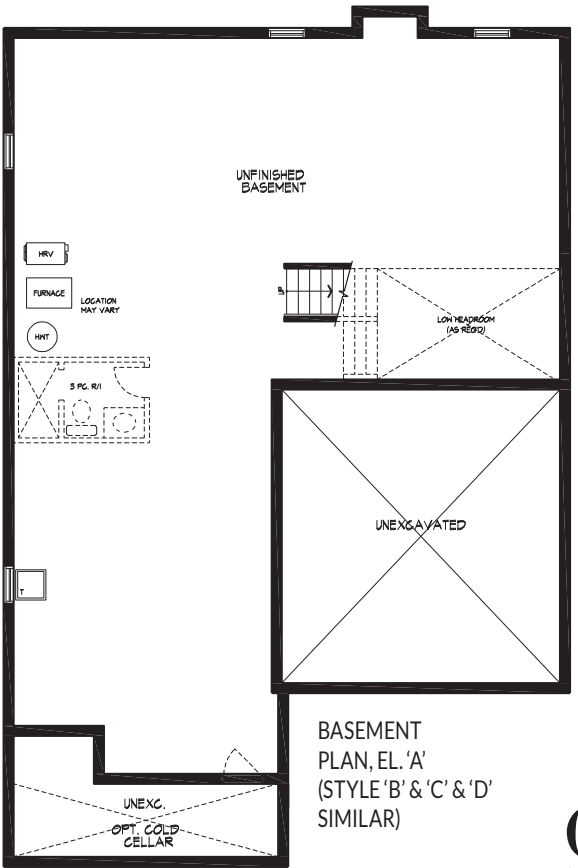 UNFINISHED
BASEMENT
HRV
FURNACE
LOCATION
MAY VARY
HWT
UP
LOW HEADROOM
(AS REQ'D)
3 PC. R/I
UNEXCAVATED
T
BASEMENT
PLAN, EL. ‘A’
(STYLE ‘B’ & ‘C’ & ‘D’
SIMILAR)
UNEXC.
OPT. COLD
CELLAR